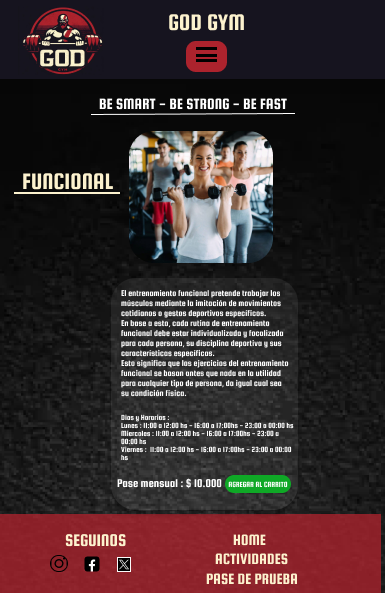 GOD GYM
GOD
GYM
BE SMART - BE STRONG - BE FAST
FUNCIONAL
El entrenamiento funcional pretende trabajar los
músculos mediante la imitación de movimientos
cotidianos o gestos deportivos específicos.
En base a esto, cada rutina de entrenamiento
funcional debe estar individualizada y focalizada
para cada persona, su disciplina deportiva y sus
características específicas.
Esto significa que los ejercicios del entrenamiento
funcional se basan antes que nada en la utilidad
para cualquier tipo de persona, da igual cual sea
su condición física.
Días y Horarios :
Lunes : 11:00 a 12:00 hs - 16:00 a 17:00hs - 23:00 a 00:00 hs
Miercoles : 11:00 a 12:00 hs - 16:00 a 17:00hs - 23:00 a
00:00 hs
Viernes : 11:00 a 12:00 hs - 16:00 a 17:00hs - 23:00 a 00:00
hs
Pase mensual : $ 10.000 AGREGAR AL CARRITO
SEGUINOS
HOME
ACTIVIDADES
PASE DE PRUEBA